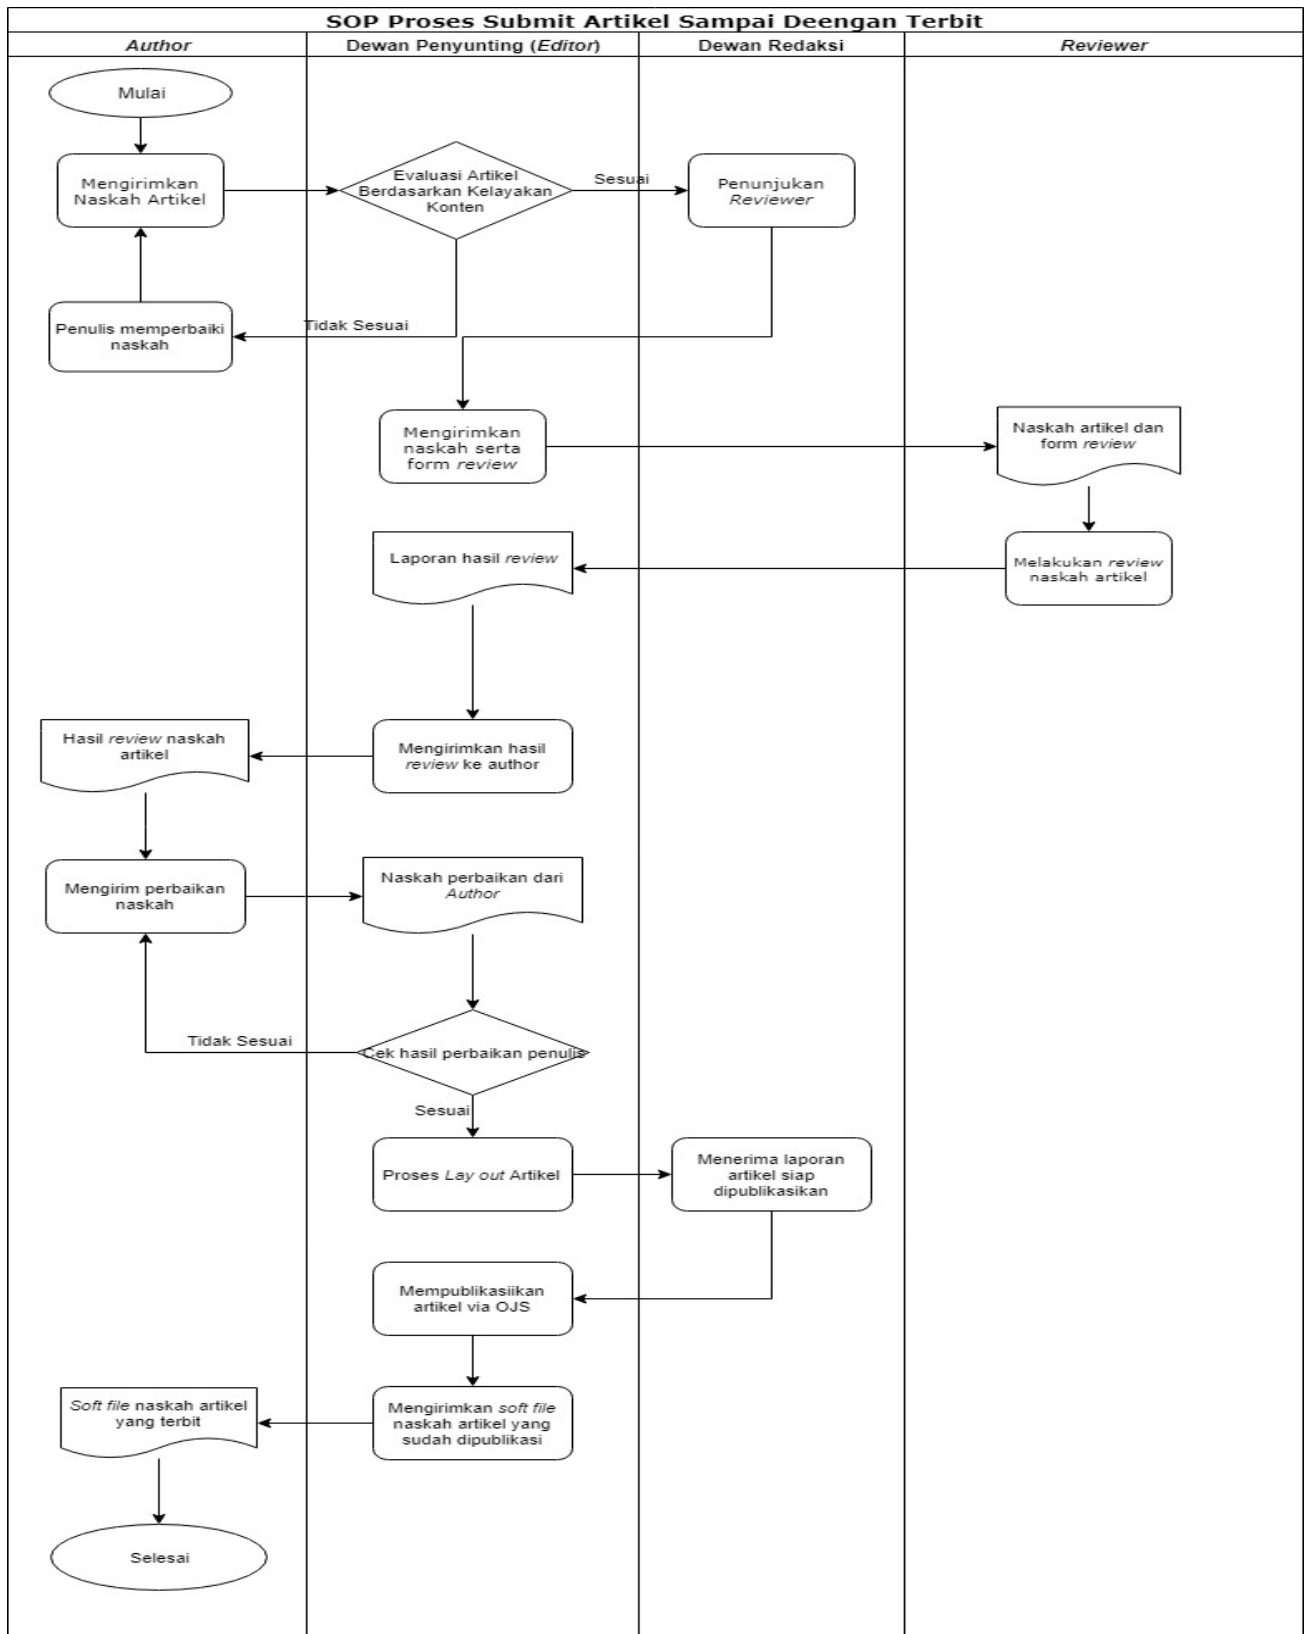 SOP Proses Submit Artikel Sampai Deengan Terbit
Author
Dewan Penyunting (Editor)
Dewan Redaksi
Reviewer
Mulai
Mengirimkan
Naskah Artikel
Evaluasi Artikel
Berdasarkan Kelayakan
Konten
Sesuai
Penunjukan
Reviewer
Penulis memperbaiki
naskah
Tidak Sesuai
Mengirimkan
naskah serta
form review
Naskah artikel dan
form review
Laporan hasil review
Melakukan review
naskah artikel
Hasil review naskah
artikel
Mengirimkan hasil
review ke author
Mengirim perbaikan
naskah
Naskah perbaikan dari
Author
Tidak Sesuai
Cek hasil perbaikan penulis
Sesuai
Proses Lay out Artikel
Menerima laporan
artikel siap
dipublikasikan
Mempublikasiikan
artikel via OJS
Soft file naskah artikel
yang terbit
Mengirimkan soft file
naskah artikel yang
sudah dipublikasi
Selesai